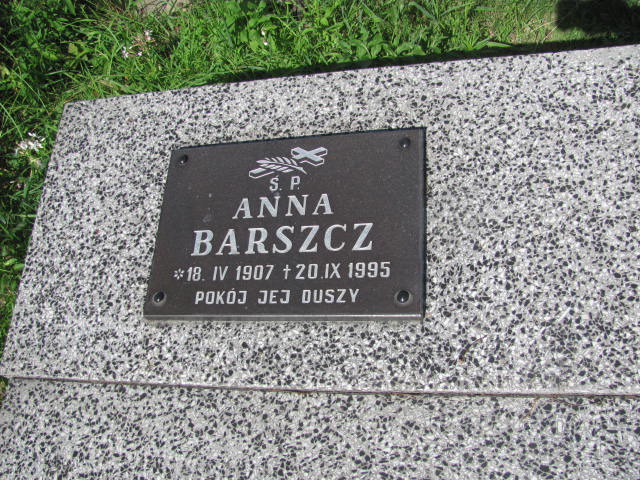 Ś. P.
ANNA
BARSZCZ
* 18. IV 1907 † 20.IX 1995
POKÓJ JEJ DUSZY